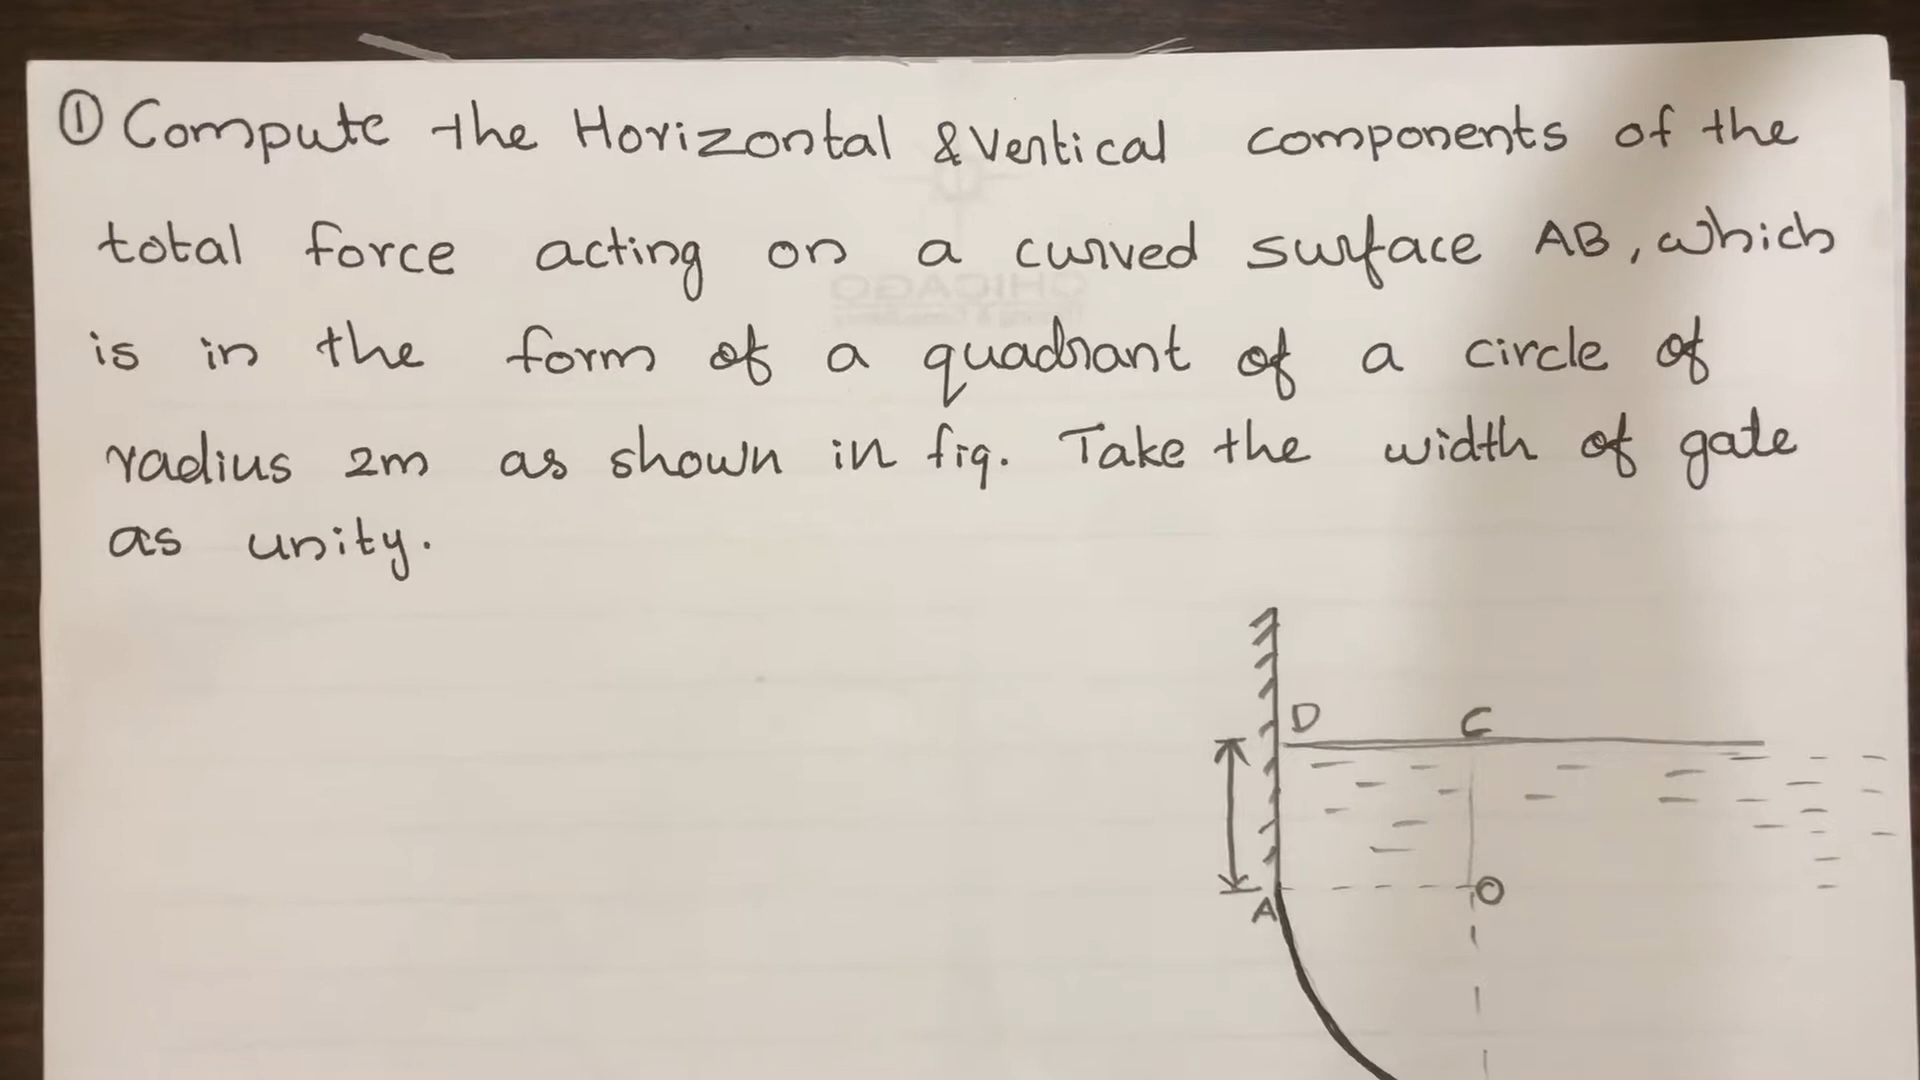 ① Compute the Horizontal & Vertical components of the
total force acting on a curved surface AB, which
is in the form of a quadrant of a circle of
radius 2m as shown in fig. Take the width of gate
as unity.
D C
A O
CHICAGO